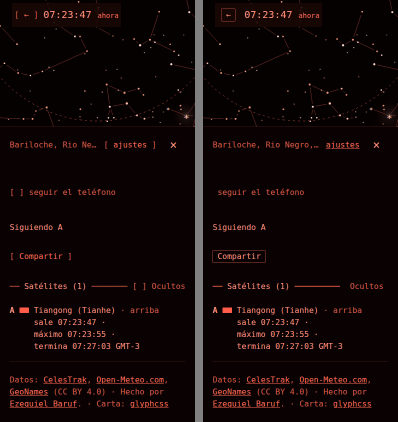 [ ← ] 07:23:47 ahora
Bariloche, Rio Ne… [ ajustes ] ×
[ ] seguir el teléfono
Siguiendo A
[ Compartir ]
Satélites (1) [ ] Ocultos
A Tiangong (Tianhe) · arriba
sale 07:23:47 ·
máximo 07:23:55 ·
termina 07:27:03 GMT-3
Datos: CelesTrak, Open-Meteo.com,
GeoNames (CC BY 4.0) · Hecho por
Ezequiel Baruf. · Carta: glyphcss
← 07:23:47 ahora
Bariloche, Rio Negro,… ajustes ×
seguir el teléfono
Siguiendo A
Compartir
Satélites (1) Ocultos
A Tiangong (Tianhe) · arriba
sale 07:23:47 ·
máximo 07:23:55 ·
termina 07:27:03 GMT-3
Datos: CelesTrak, Open-Meteo.com,
GeoNames (CC BY 4.0) · Hecho por
Ezequiel Baruf. · Carta: glyphcss